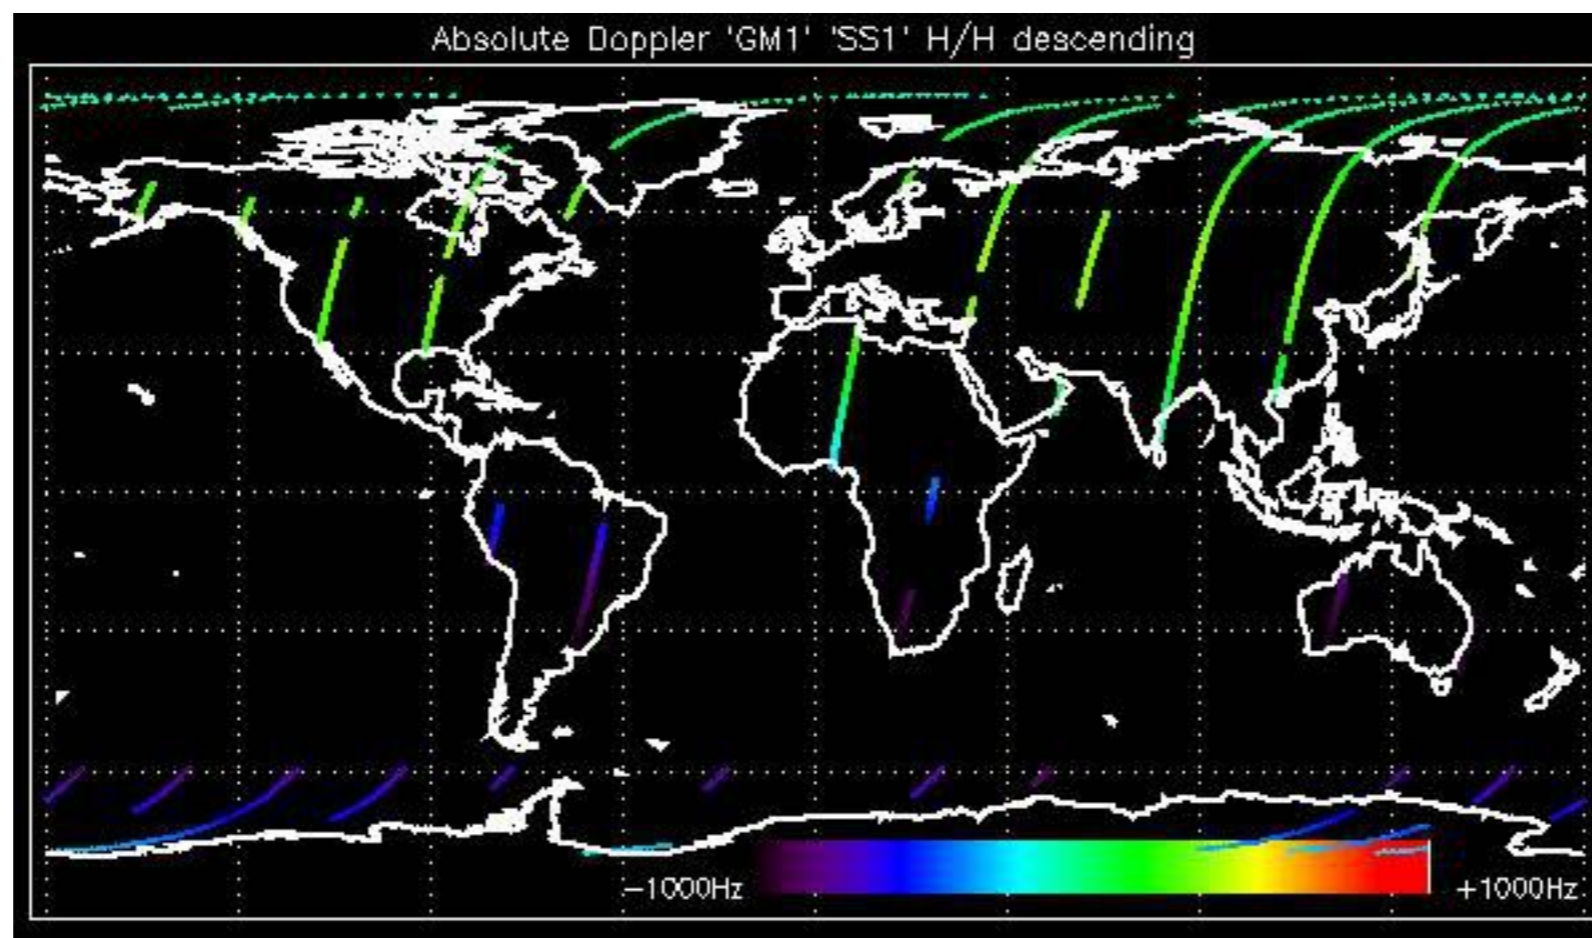 Absolute Doppler 'GM1' 'SS1' H/H descending
-1000Hz
+1000Hz